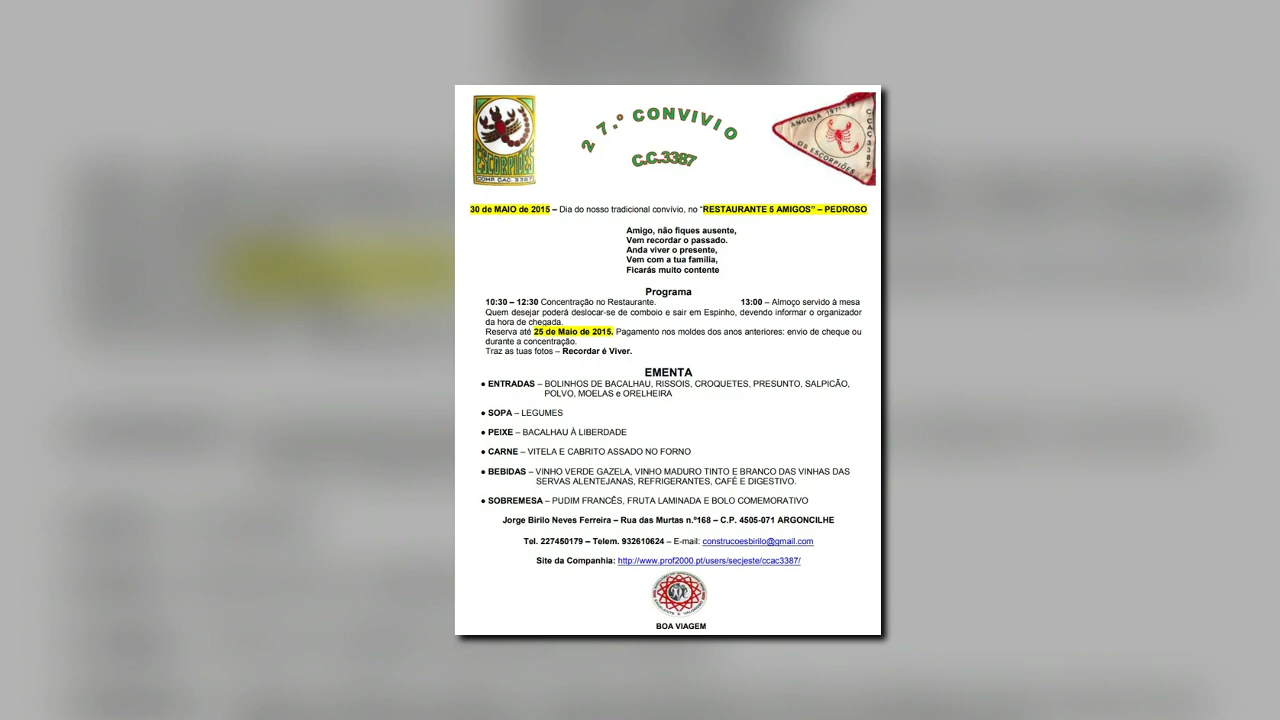 ESCORPIÕES
COMP. CAC. 3387
27.º CONVIVIO
C.C.3387
ANGOLA 1971-
C.CAC.3387
OS ESCORPIÕES
30 de MAIO de 2015 – Dia do nosso tradicional convívio, no "RESTAURANTE 5 AMIGOS" – PEDROSO
Amigo, não fiques ausente,
Vem recordar o passado.
Anda viver o presente,
Vem com a tua família,
Ficarás muito contente
Programa
10:30 – 12:30 Concentração no Restaurante. 13:00 – Almoço servido à mesa
Quem desejar poderá deslocar-se de comboio e sair em Espinho, devendo informar o organizador
da hora de chegada.
Reserva até 25 de Maio de 2015. Pagamento nos moldes dos anos anteriores: envio de cheque ou
durante a concentração.
Traz as tuas fotos – Recordar é Viver.
EMENTA
● ENTRADAS – BOLINHOS DE BACALHAU, RISSOIS, CROQUETES, PRESUNTO, SALPICÃO,
POLVO, MOELAS e ORELHEIRA
● SOPA – LEGUMES
● PEIXE – BACALHAU À LIBERDADE
● CARNE – VITELA E CABRITO ASSADO NO FORNO
● BEBIDAS – VINHO VERDE GAZELA, VINHO MADURO TINTO E BRANCO DAS VINHAS DAS
SERVAS ALENTEJANAS, REFRIGERANTES, CAFÉ E DIGESTIVO.
● SOBREMESA – PUDIM FRANCÊS, FRUTA LAMINADA E BOLO COMEMORATIVO
Jorge Birilo Neves Ferreira – Rua das Murtas n.º168 – C.P. 4505-071 ARGONCILHE
Tel. 227450179 – Telem. 932610624 – E-mail: construcoesbirilo@gmail.com
Site da Companhia: http://www.prof2000.pt/users/secjeste/ccac3387/
BOA VIAGEM